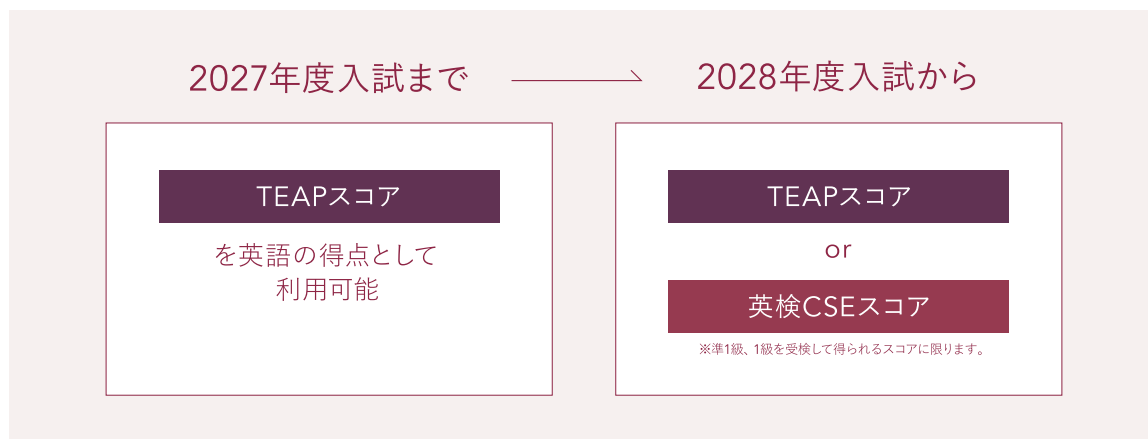 2027年度入試まで
2028年度入試から
TEAPスコア
を英語の得点として
利用可能
TEAPスコア
or
英検CSEスコア
※準1級、1級を受検して得られるスコアに限ります。